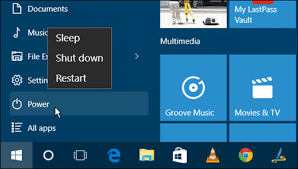 Documents
Music
Sleep
File Ex
Shut down
Settin
Restart
Power
All apps
My LastPass
Vault
Multimedia
Groove Music
Movies & TV